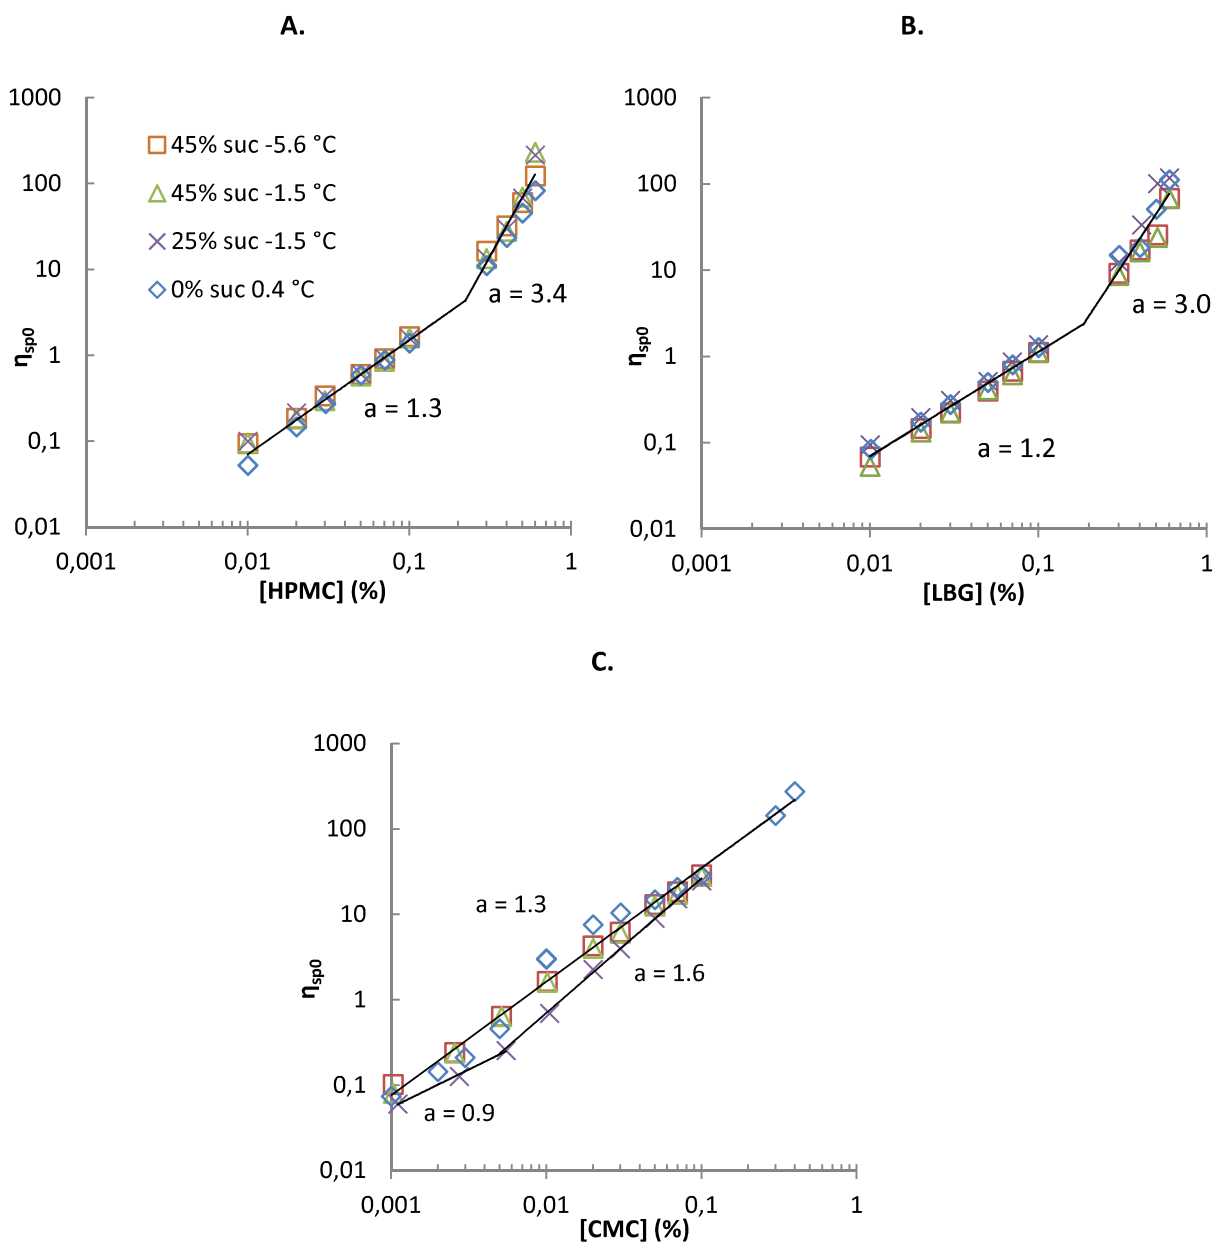 A.
1000
100
10
1
0,1
0,01
0,001
0,01
0,1
1
ηsp0
[HPMC] (%)
45% suc -5.6 °C
45% suc -1.5 °C
25% suc -1.5 °C
0% suc 0.4 °C
a = 3.4
a = 1.3
B.
1000
100
10
1
0,1
0,01
0,001
0,01
0,1
1
ηsp0
[LBG] (%)
a = 3.0
a = 1.2
C.
1000
100
10
1
0,1
0,01
0,001
0,01
0,1
1
ηsp0
[CMC] (%)
a = 1.3
a = 1.6
a = 0.9